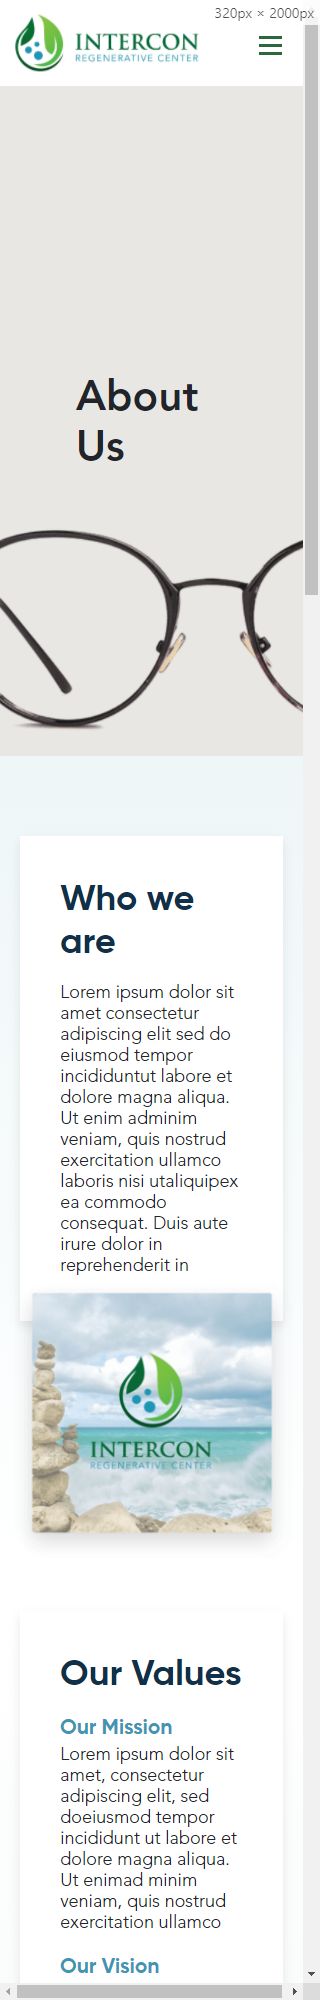 320px × 2000px
INTERCON
REGENERATIVE CENTER
About
Us
Who we
are
Lorem ipsum dolor sit
amet consectetur
adipiscing elit sed do
eiusmod tempor
incididuntut labore et
dolore magna aliqua.
Ut enim adminim
veniam, quis nostrud
exercitation ullamco
laboris nisi utaliquipex
ea commodo
consequat. Duis aute
irure dolor in
reprehenderit in
INTERCON
REGENERATIVE CENTER
Our Values
Our Mission
Lorem ipsum dolor sit
amet, consectetur
adipiscing elit, sed
doeiusmod tempor
incididunt ut labore et
dolore magna aliqua.
Ut enimad minim
veniam, quis nostrud
exercitation ullamco
Our Vision